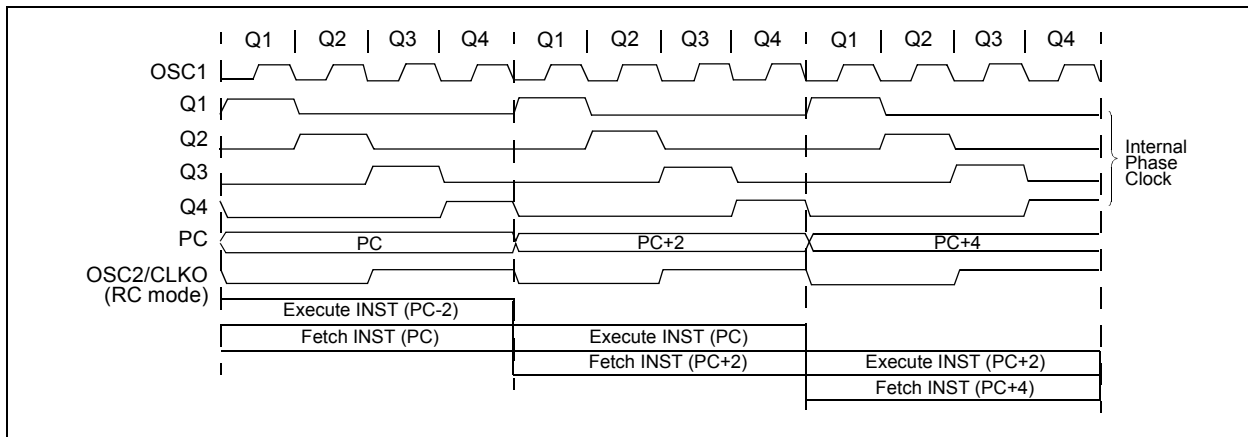 Q1 Q2 Q3 Q4 Q1 Q2 Q3 Q4 Q1 Q2 Q3 Q4
OSC1
Q1
Q2
Q3
Q4
Internal
Phase
Clock
PC PC PC+2 PC+4
OSC2/CLKO
(RC mode)
Execute INST (PC-2)
Fetch INST (PC) Execute INST (PC)
Fetch INST (PC+2) Execute INST (PC+2)
Fetch INST (PC+4)